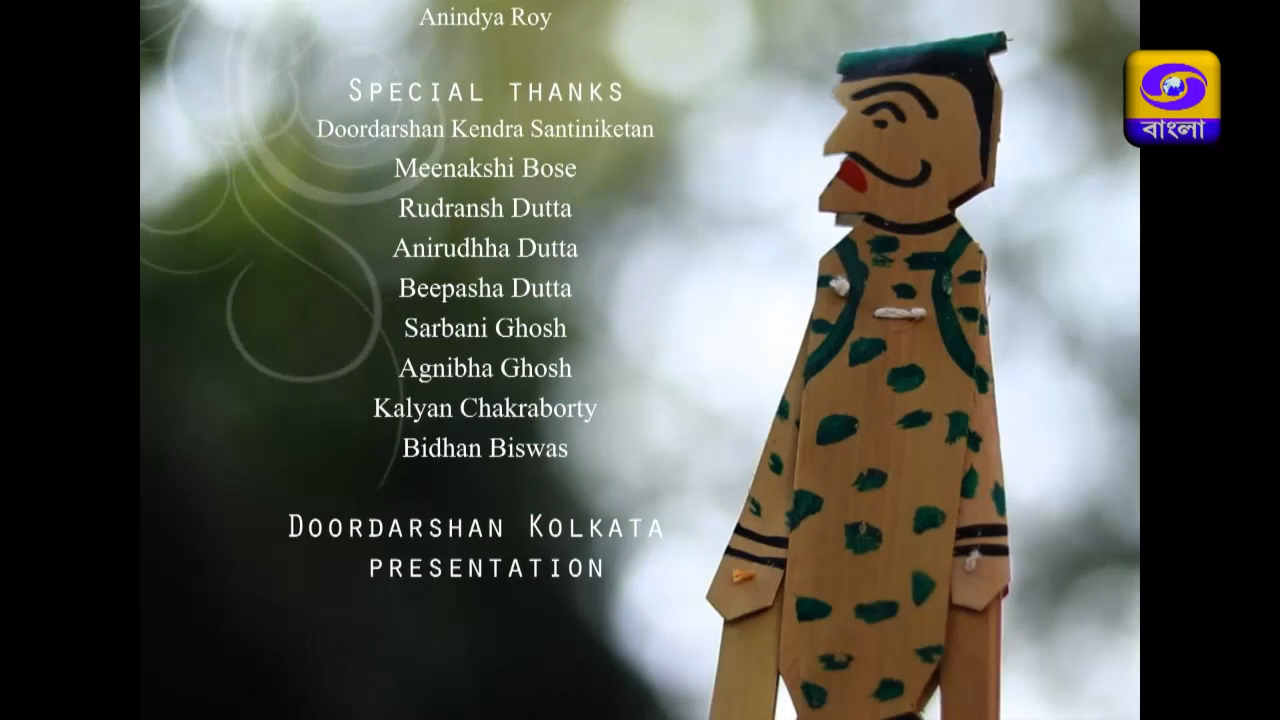 Anindya Roy
SPECIAL THANKS
Doordarshan Kendra Santiniketan
Meenakshi Bose
Rudransh Dutta
Anirudhha Dutta
Beepasha Dutta
Sarbani Ghosh
Agnibha Ghosh
Kalyan Chakraborty
Bidhan Biswas
DOORDARSHAN KOLKATA
PRESENTATION
বাংলা